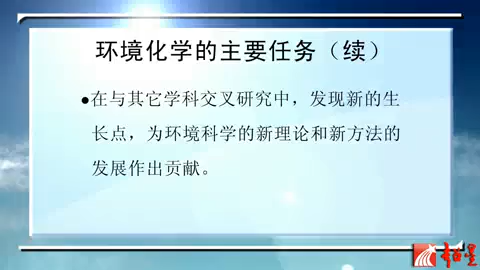 环境化学的主要任务（续）
●在与其它学科交叉研究中，发现新的生
长点，为环境科学的新理论和新方法的
发展作出贡献。